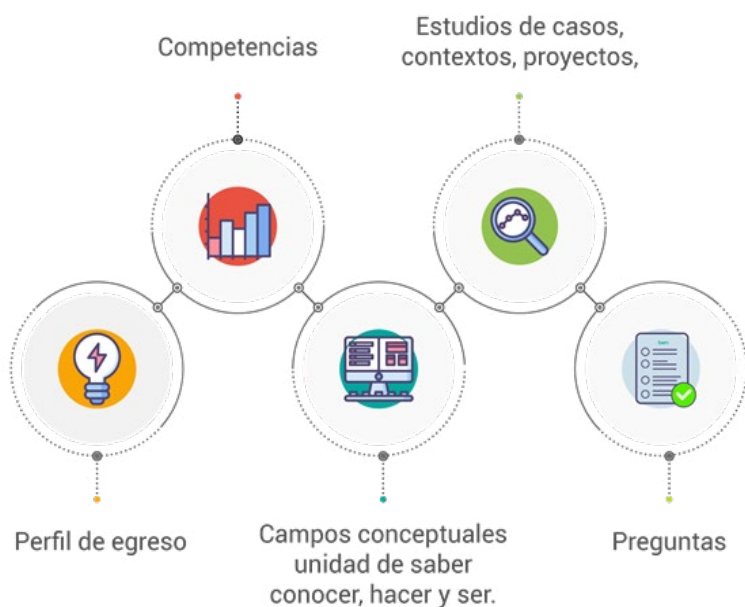 Competencias
Estudios de casos,
contextos, proyectos,
Perfil de egreso
Campos conceptuales
unidad de saber
conocer, hacer y ser.
Preguntas